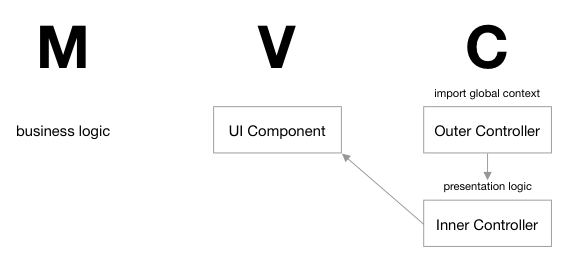 M
V
C
import global context
business logic
UI Component
Outer Controller
presentation logic
Inner Controller